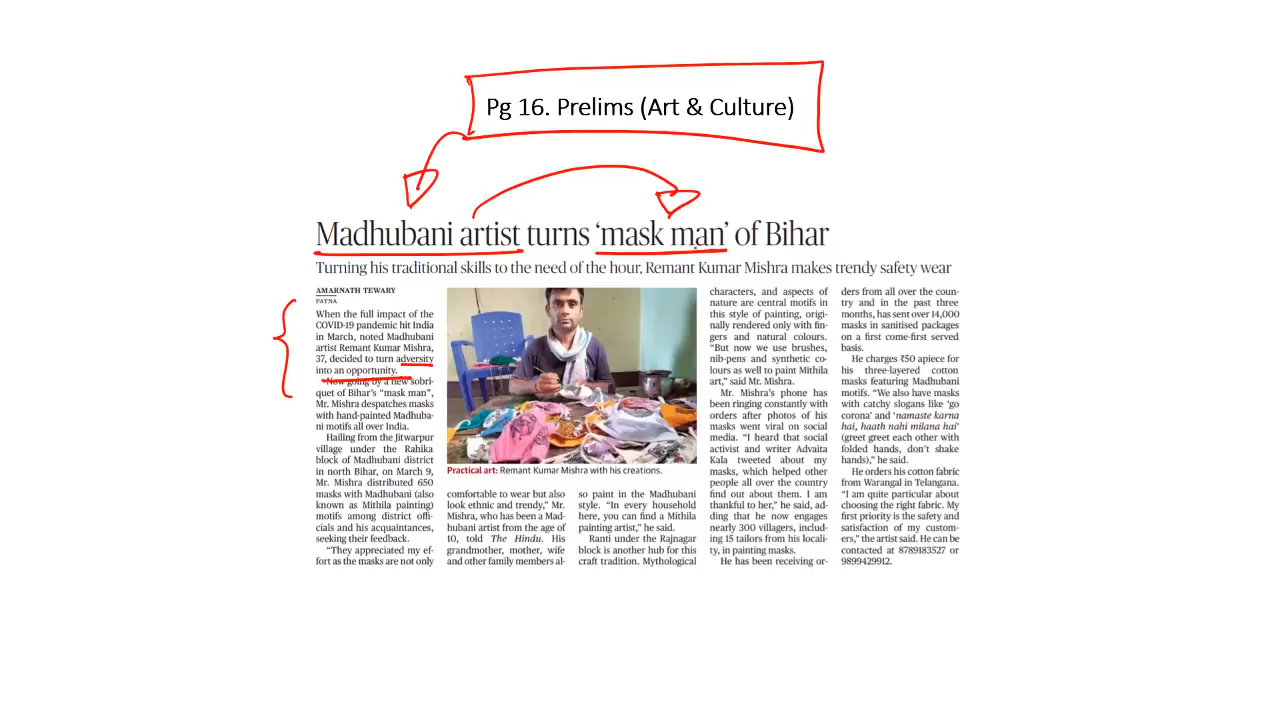 Pg 16. Prelims (Art & Culture)
Madhubani artist turns ‘mask man’ of Bihar
Turning his traditional skills to the need of the hour, Remant Kumar Mishra makes trendy safety wear
AMARNATH TEWARY
PATNA
When the full impact of the
COVID-19 pandemic hit India
in March, noted Madhubani
artist Remant Kumar Mishra,
37, decided to turn adversity
into an opportunity.
Now going by a new sobri-
quet of Bihar’s “mask man”,
Mr. Mishra despatches masks
with hand-painted Madhuba-
ni motifs all over India.
Hailing from the Jitwarpur
village under the Rahika
block of Madhubani district
in north Bihar, on March 9,
Mr. Mishra distributed 650
masks with Madhubani (also
known as Mithila painting)
motifs among district offi-
cials and his acquaintances,
seeking their feedback.
“They appreciated my ef-
fort as the masks are not only
Practical art: Remant Kumar Mishra with his creations.
comfortable to wear but also
look ethnic and trendy,” Mr.
Mishra, who has been a Mad-
hubani artist from the age of
10, told The Hindu. His
grandmother, mother, wife
and other family members al-
so paint in the Madhubani
style. “In every household
here, you can find a Mithila
painting artist,” he said.
Ranti under the Rajnagar
block is another hub for this
craft tradition. Mythological
characters, and aspects of
nature are central motifs in
this style of painting, origi-
nally rendered only with fin-
gers and natural colours.
“But now we use brushes,
nib-pens and synthetic co-
lours as well to paint Mithila
art,” said Mr. Mishra.
Mr. Mishra’s phone has
been ringing constantly with
orders after photos of his
masks went viral on social
media. “I heard that social
activist and writer Advaita
Kala tweeted about my
masks, which helped other
people all over the country
find out about them. I am
thankful to her,” he said, ad-
ding that he now engages
nearly 300 villagers, includ-
ing 15 tailors from his locali-
ty, in painting masks.
He has been receiving or-
ders from all over the coun-
try and in the past three
months, has sent over 14,000
masks in sanitised packages
on a first come-first served
basis.
He charges ₹50 apiece for
his three-layered cotton
masks featuring Madhubani
motifs. “We also have masks
with catchy slogans like ‘go
corona’ and ‘namaste karna
hai, haath nahi milana hai’
(greet greet each other with
folded hands, don’t shake
hands),” he said.
He orders his cotton fabric
from Warangal in Telangana.
“I am quite particular about
choosing the right fabric. My
first priority is the safety and
satisfaction of my custom-
ers,” the artist said. He can be
contacted at 8789183527 or
9899429912.